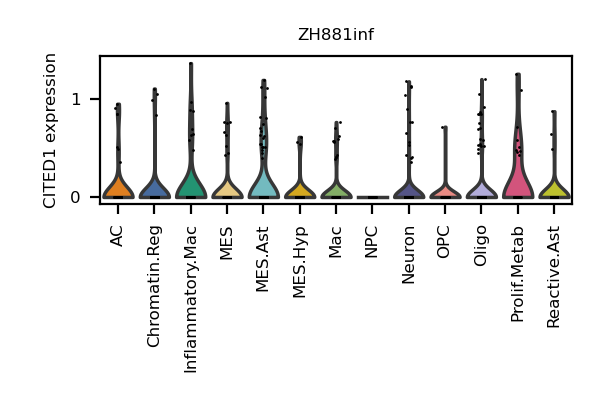 ZH881inf
CITED1 expression
1
0
AC
Chromatin.Reg
Inflammatory.Mac
MES
MES.Ast
MES.Hyp
Mac
NPC
Neuron
OPC
Oligo
Prolif.Metab
Reactive.Ast